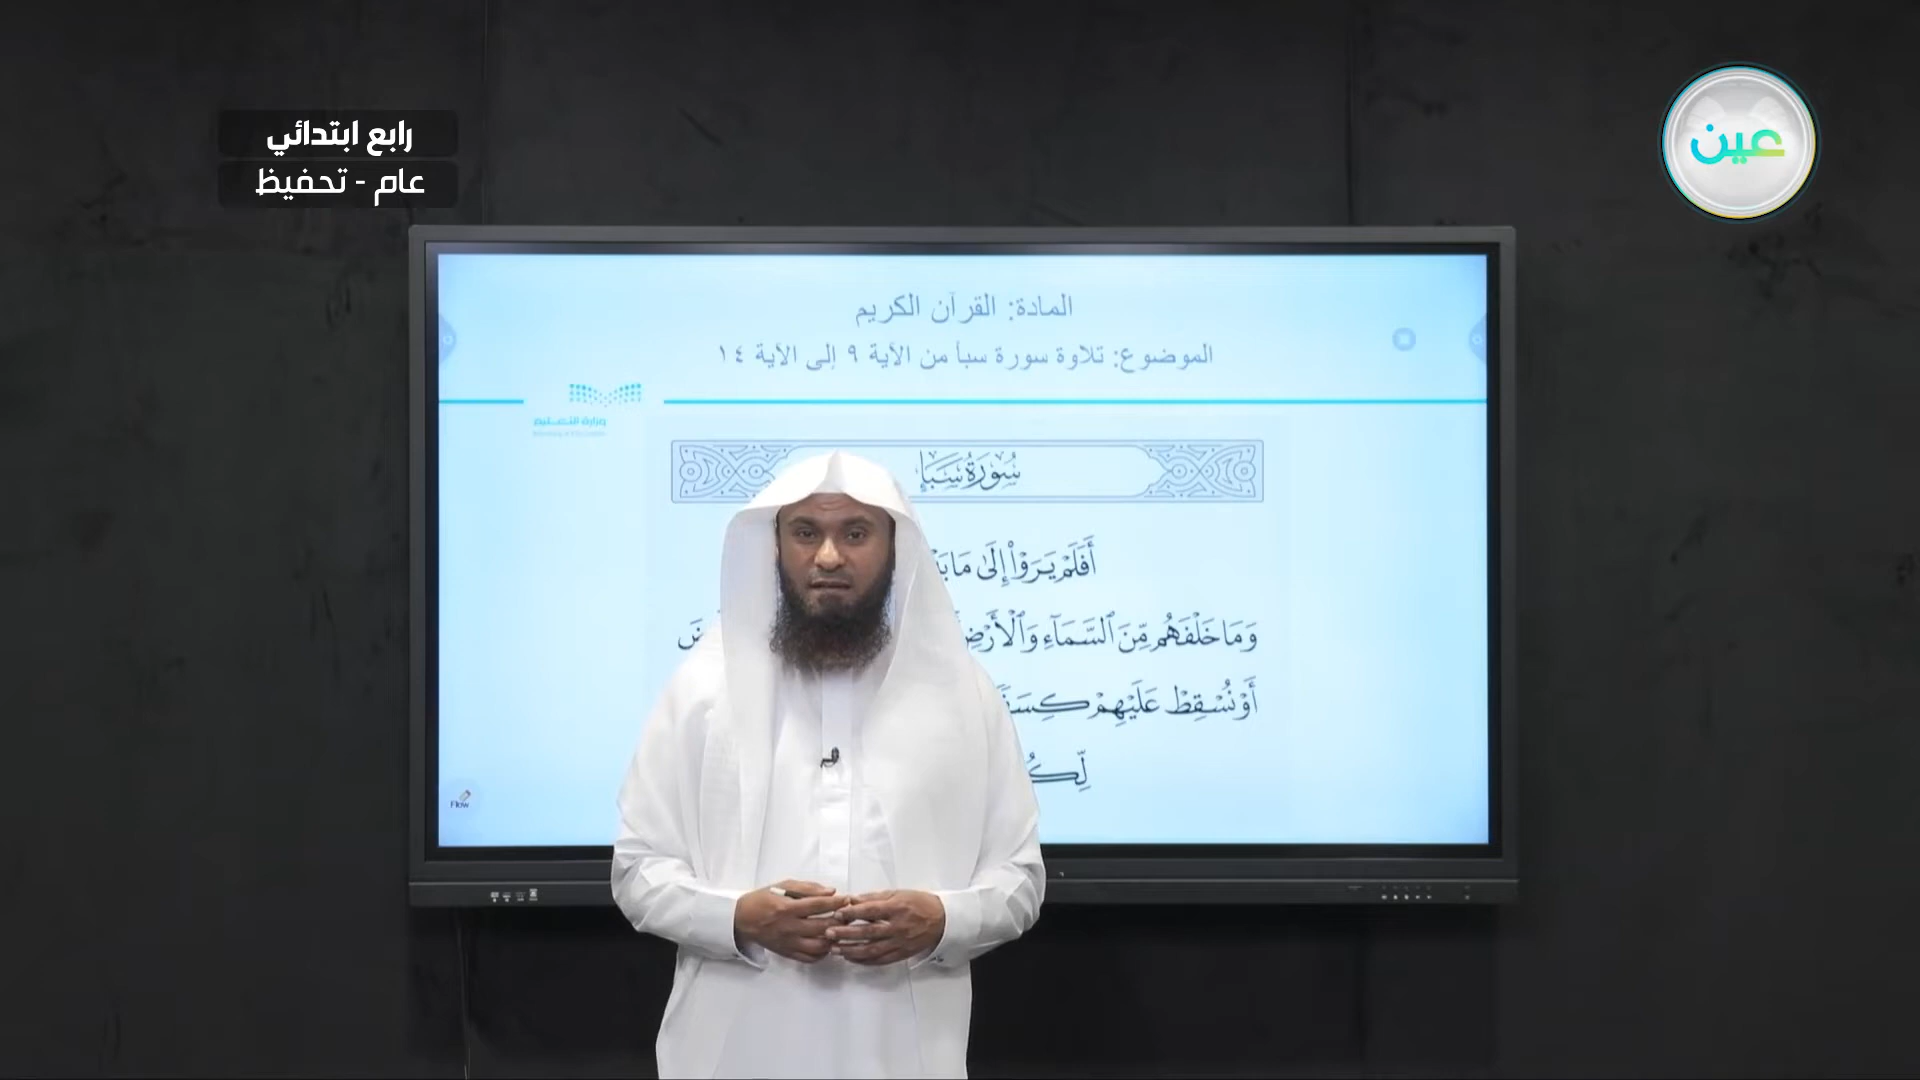 رابع ابتدائي
عام - تحفيظ
عين
المادة: القرآن الكريم
الموضوع: تلاوة سورة سبأ من الآية ٩ إلى الآية ١٤
وزارة التعليم
سُورَةُ سَبَإٍ
أَفَلَمْ يَرَوْا۟ إِلَىٰ مَا
وَمَا خَلْفَهُم مِّنَ ٱلسَّمَآءِ وَٱلْأَرْضِ
أَوْ نُسْقِطْ عَلَيْهِمْ
Flow